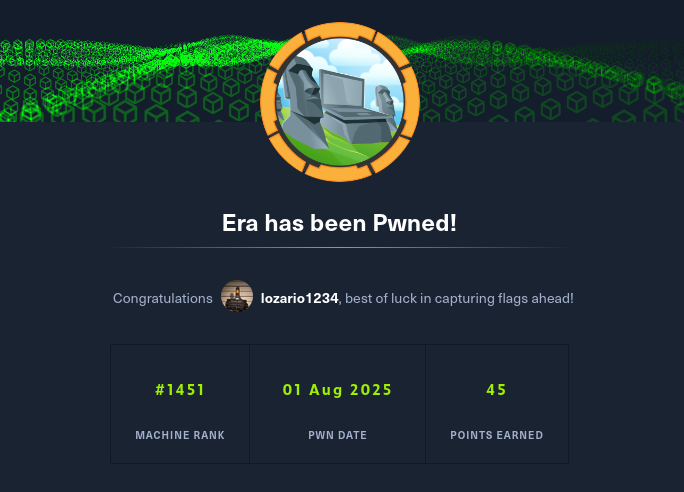 Era has been Pwned!
Congratulations lozario1234, best of luck in capturing flags ahead!
#1451 01 Aug 2025 45
MACHINE RANK PWN DATE POINTS EARNED